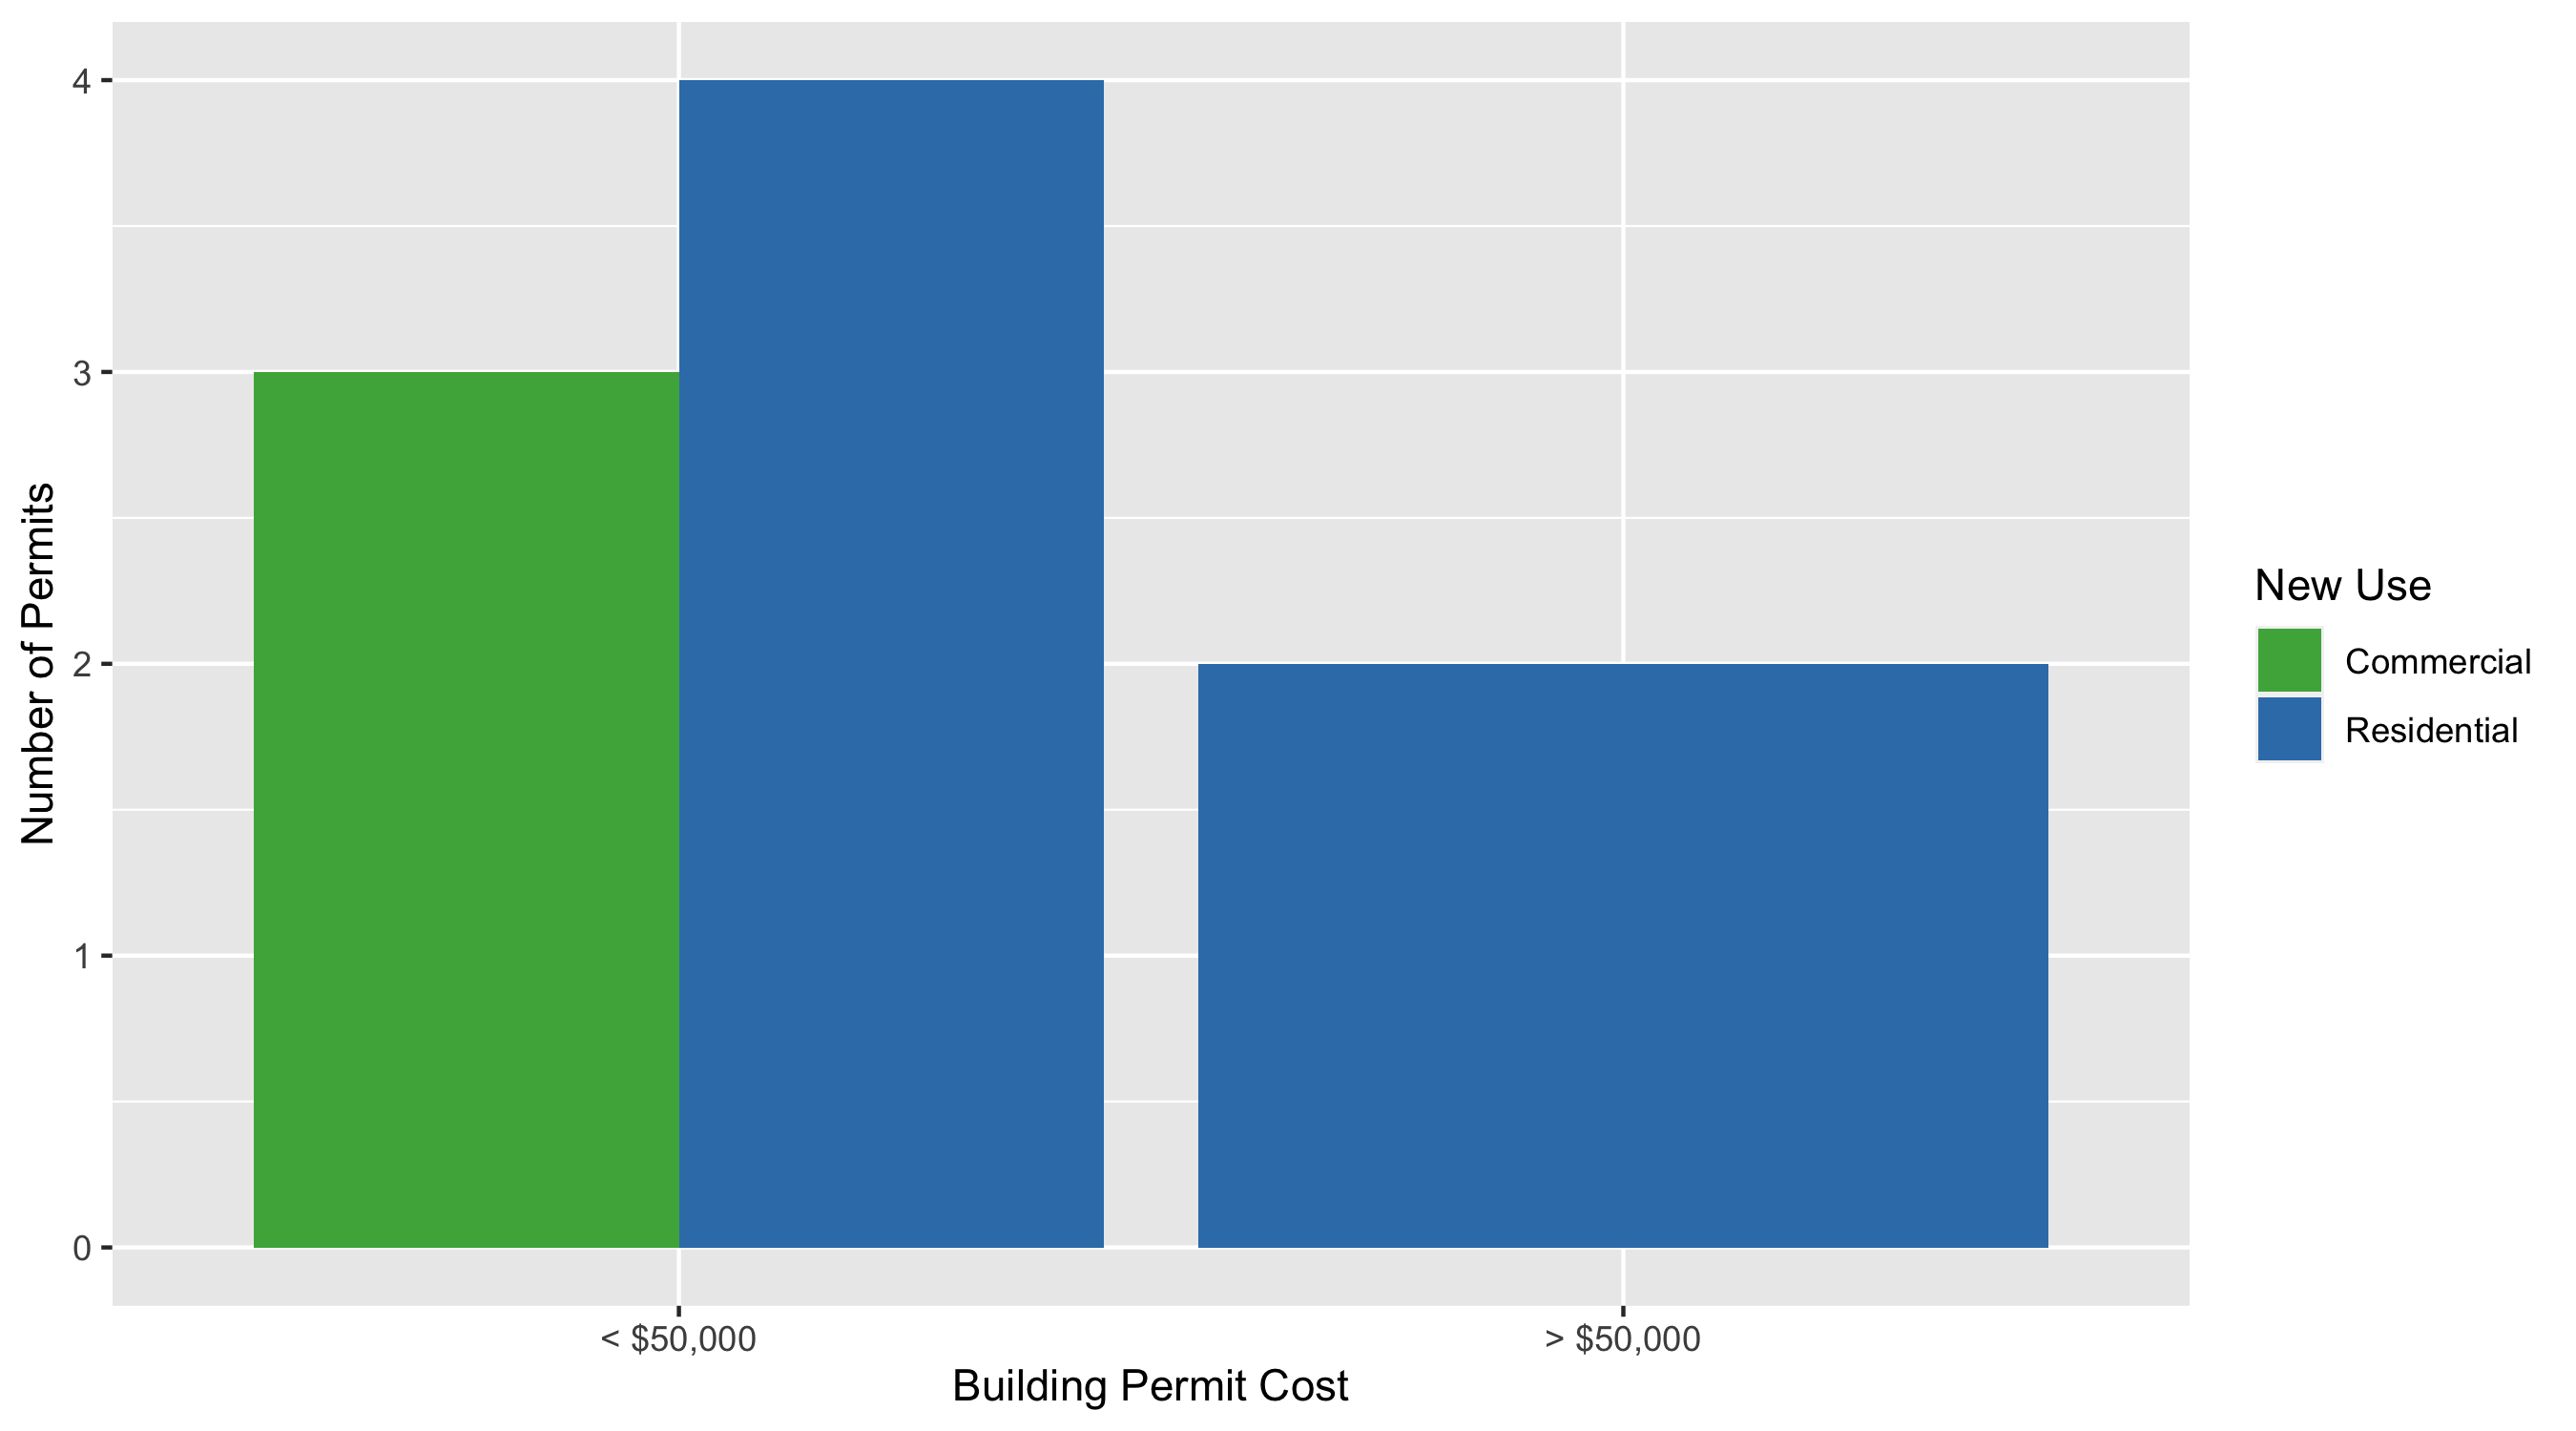 Number of Permits
4
3
2
1
0
< $50,000
> $50,000
Building Permit Cost
New Use
Commercial
Residential